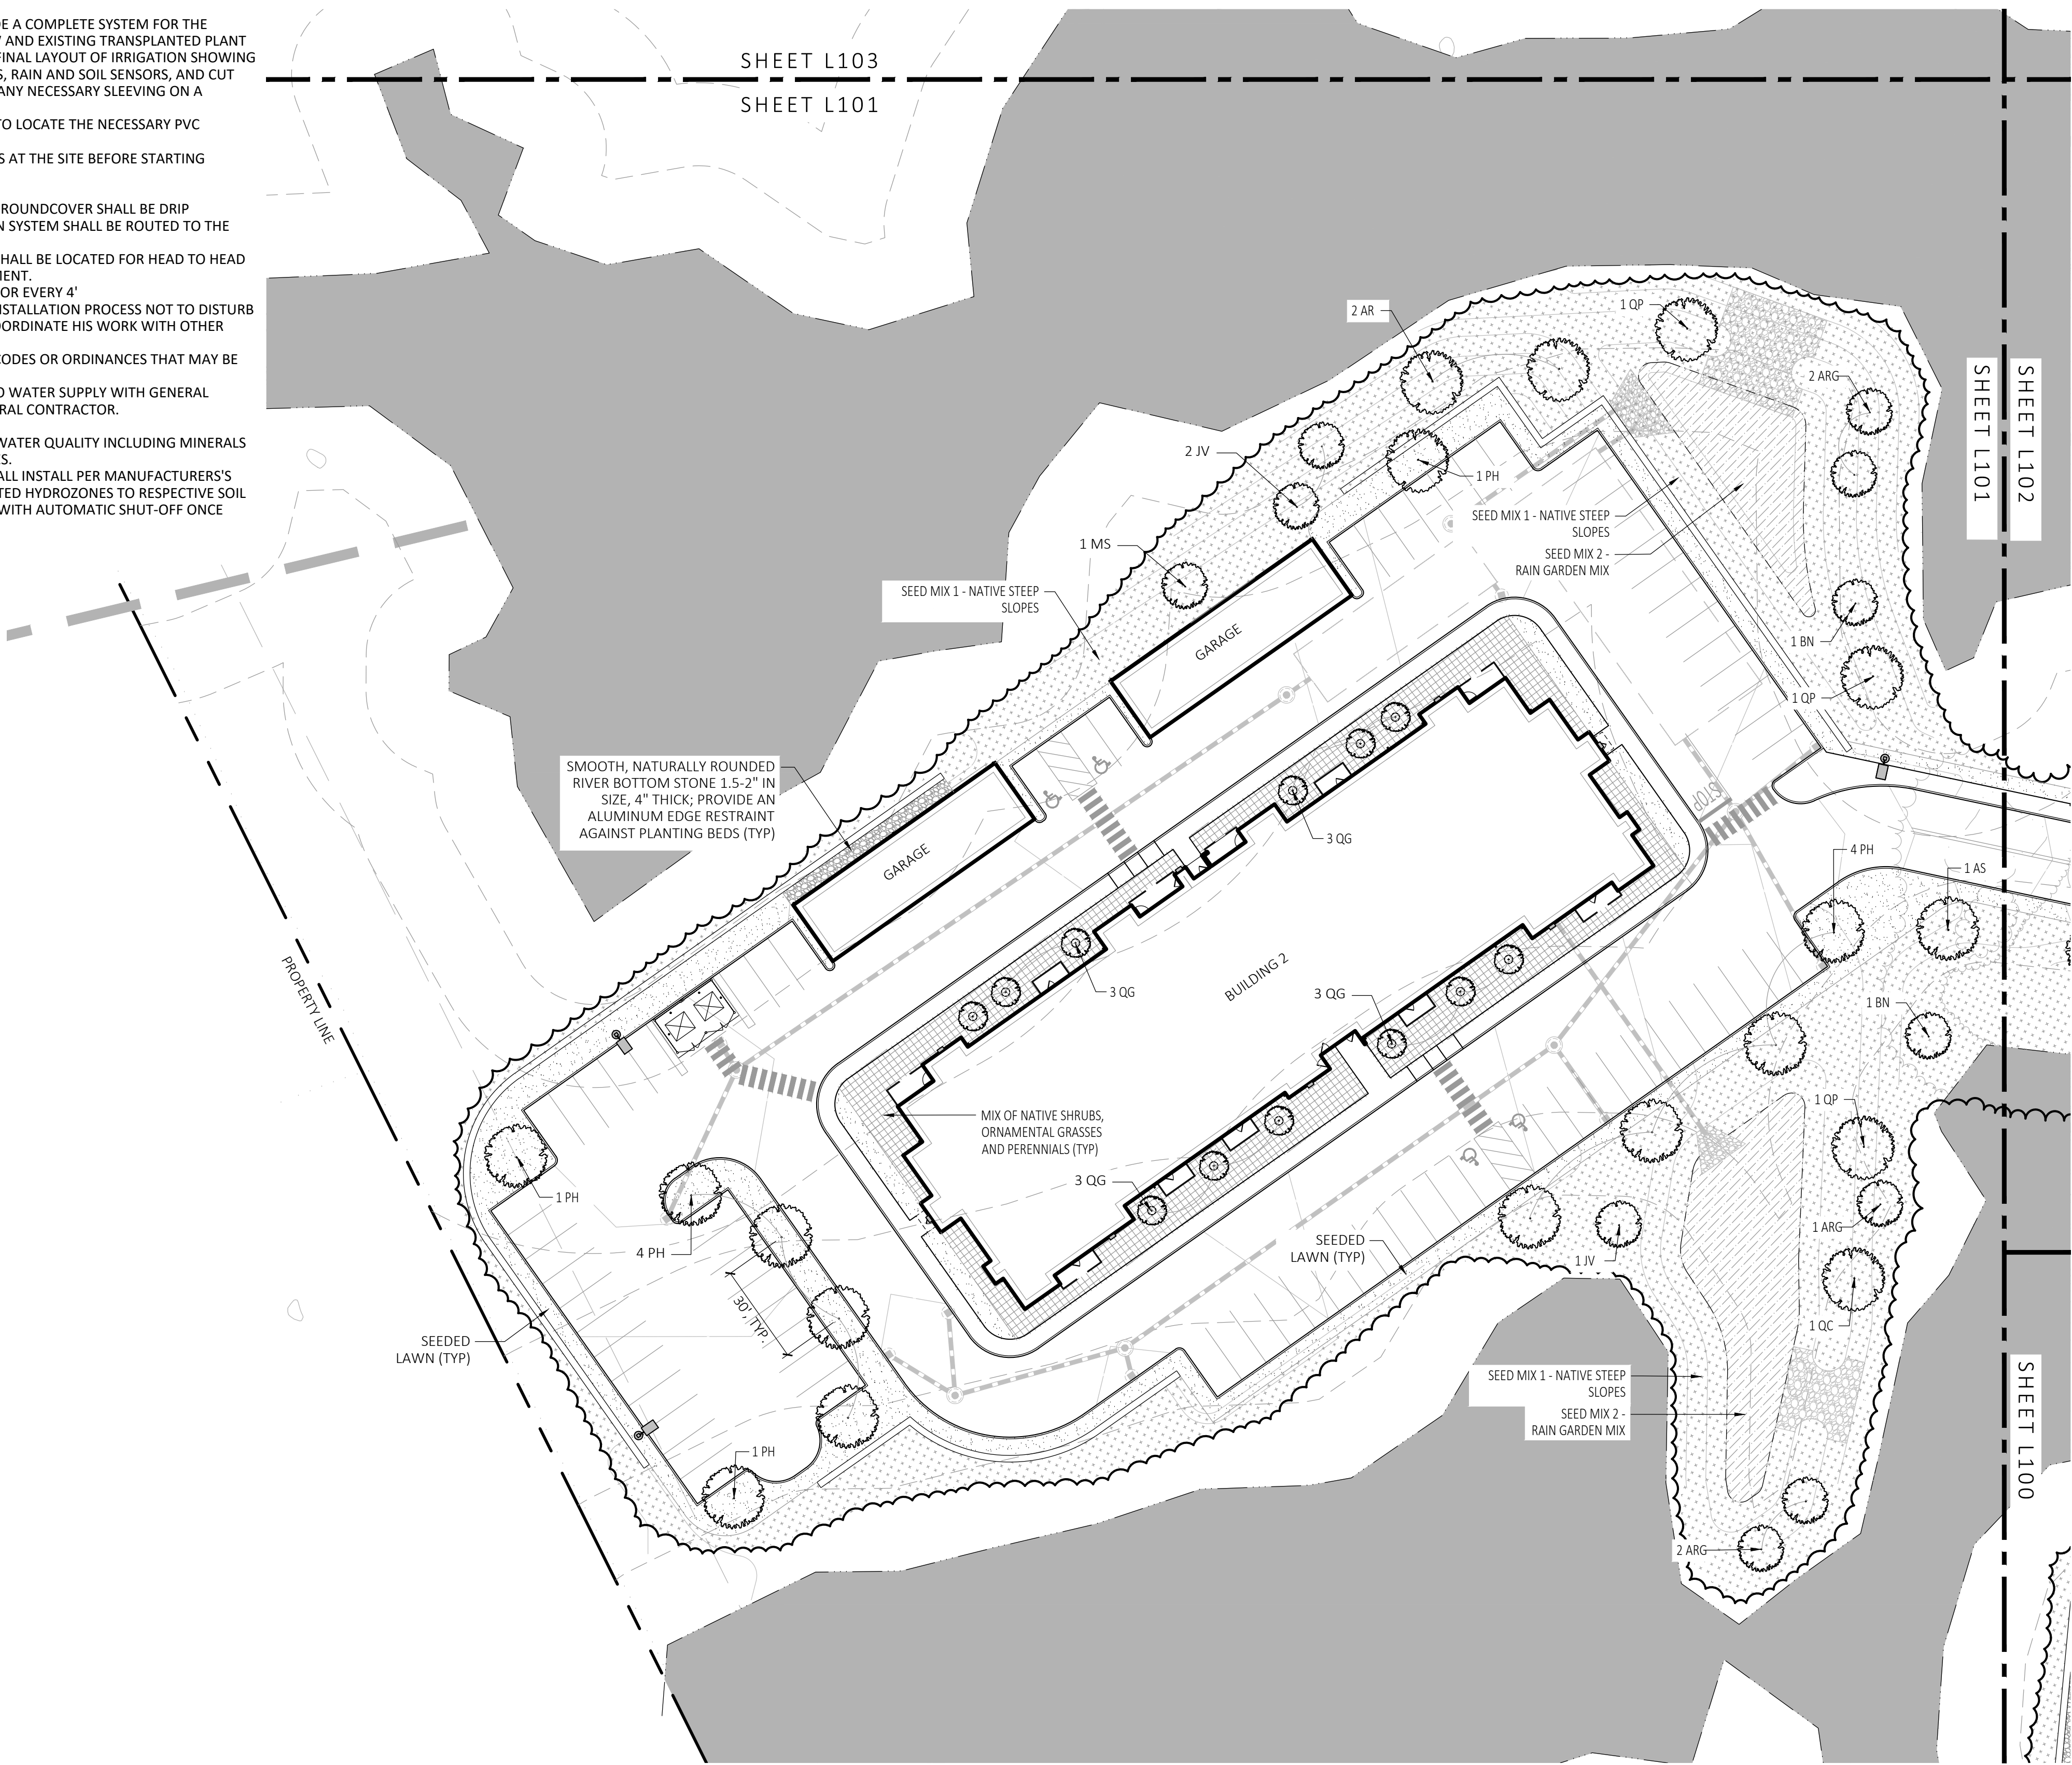 E A COMPLETE SYSTEM FOR THE
AND EXISTING TRANSPLANTED PLANT
FINAL LAYOUT OF IRRIGATION SHOWING
S, RAIN AND SOIL SENSORS, AND CUT
ANY NECESSARY SLEEVING ON A
TO LOCATE THE NECESSARY PVC
S AT THE SITE BEFORE STARTING
ROUNDCOVER SHALL BE DRIP
N SYSTEM SHALL BE ROUTED TO THE
HALL BE LOCATED FOR HEAD TO HEAD
MENT.
OR EVERY 4'
NSTALLATION PROCESS NOT TO DISTURB
OORDINATE HIS WORK WITH OTHER
CODES OR ORDINANCES THAT MAY BE
O WATER SUPPLY WITH GENERAL
RAL CONTRACTOR.
WATER QUALITY INCLUDING MINERALS
ES.
ALL INSTALL PER MANUFACTURERS'S
TED HYDROZONES TO RESPECTIVE SOIL
WITH AUTOMATIC SHUT-OFF ONCE
SHEET L103
SHEET L101
2 AR
1 QP
2 ARG
SHEET L101
SHEET L102
2 JV
1 PH
SEED MIX 1 - NATIVE STEEP
SLOPES
SEED MIX 2 -
RAIN GARDEN MIX
1 MS
SEED MIX 1 - NATIVE STEEP
SLOPES
GARAGE
1 BN
1 QP
SMOOTH, NATURALLY ROUNDED
RIVER BOTTOM STONE 1.5-2" IN
SIZE, 4" THICK; PROVIDE AN
ALUMINUM EDGE RESTRAINT
AGAINST PLANTING BEDS (TYP)
GARAGE
STOP
3 QG
4 PH
1 AS
PROPERTY LINE
3 QG
BUILDING 2
3 QG
1 BN
MIX OF NATIVE SHRUBS,
ORNAMENTAL GRASSES
AND PERENNIALS (TYP)
1 QP
3 QG
1 PH
4 PH
1 ARG
SEEDED
LAWN (TYP)
1 JV
30', TYP.
1 QC
SEEDED
LAWN (TYP)
SEED MIX 1 - NATIVE STEEP
SLOPES
SEED MIX 2 -
RAIN GARDEN MIX
SHEET L100
1 PH
2 ARG